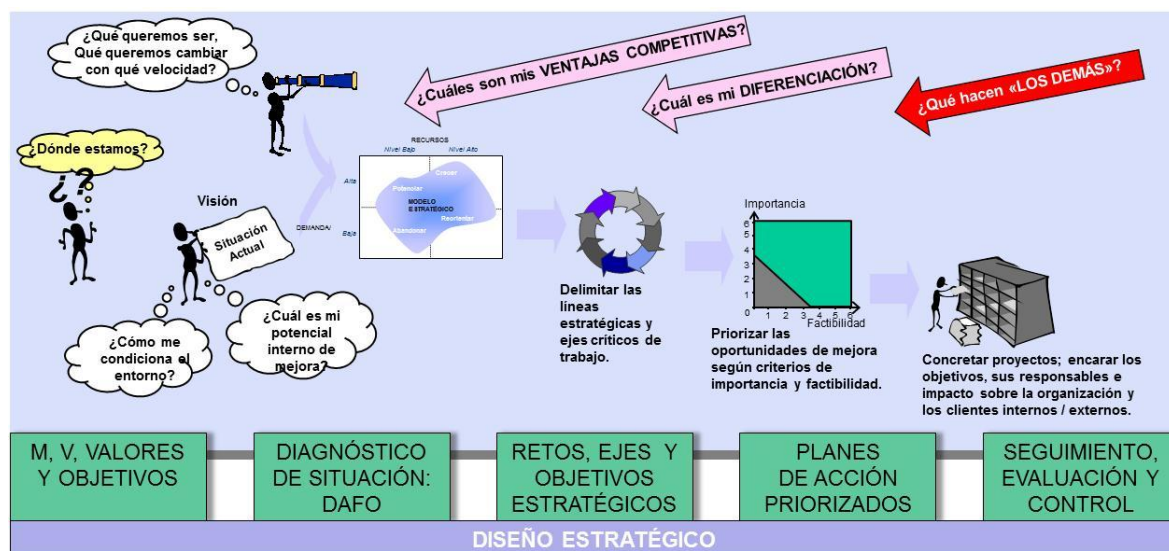 ¿Qué queremos ser,
Qué queremos cambiar
con qué velocidad?
¿Cuáles son mis VENTAJAS COMPETITIVAS?
¿Cuál es mi DIFERENCIACIÓN?
¿Qué hacen «LOS DEMÁS»?
¿Dónde estamos?
¿?
Visión
Situación
Actual
¿Cómo me
condiciona el
entorno?
¿Cuál es mi
potencial
interno de
mejora?
RECURSOS
Nivel Bajo
Nivel Alto
DEMANDA/
Alta
Baja
Potenciar
Crecer
MODELO
ESTRATÉGICO
Reorientar
Abandonar
Delimitar las
líneas
estratégicas y
ejes críticos de
trabajo.
Importancia
6
5
4
3
2
1
0
1 2 3 4 5 6
Factibilidad
Priorizar las
oportunidades de mejora
según criterios de
importancia y factibilidad.
Concretar proyectos; encarar los
objetivos, sus responsables e
impacto sobre la organización y
los clientes internos / externos.
M, V, VALORES
Y OBJETIVOS
DIAGNÓSTICO
DE SITUACIÓN:
DAFO
RETOS, EJES Y
OBJETIVOS
ESTRATÉGICOS
PLANES
DE ACCIÓN
PRIORIZADOS
SEGUIMIENTO,
EVALUACIÓN Y
CONTROL
DISEÑO ESTRATÉGICO